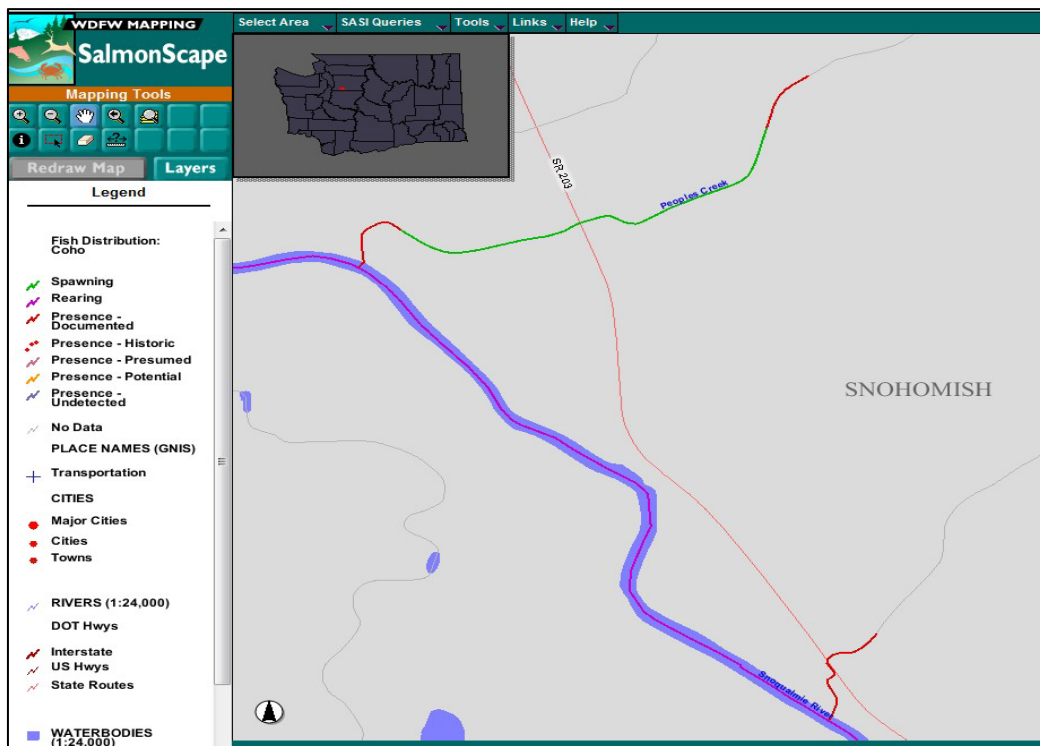 WDFW MAPPING
SalmonScape
Select Area
SASI Queries
Tools
Links
Help
Mapping Tools
Redraw Map
Layers
Legend
Fish Distribution:
Coho
Spawning
Rearing
Presence -
Documented
Presence - Historic
Presence - Presumed
Presence - Potential
Presence -
Undetected
No Data
PLACE NAMES (GNIS)
Transportation
CITIES
Major Cities
Cities
Towns
RIVERS (1:24,000)
DOT Hwys
Interstate
US Hwys
State Routes
WATERBODIES
(1:24,000)
SR 203
Peoples Creek
SNOHOMISH
Snoqualmie River